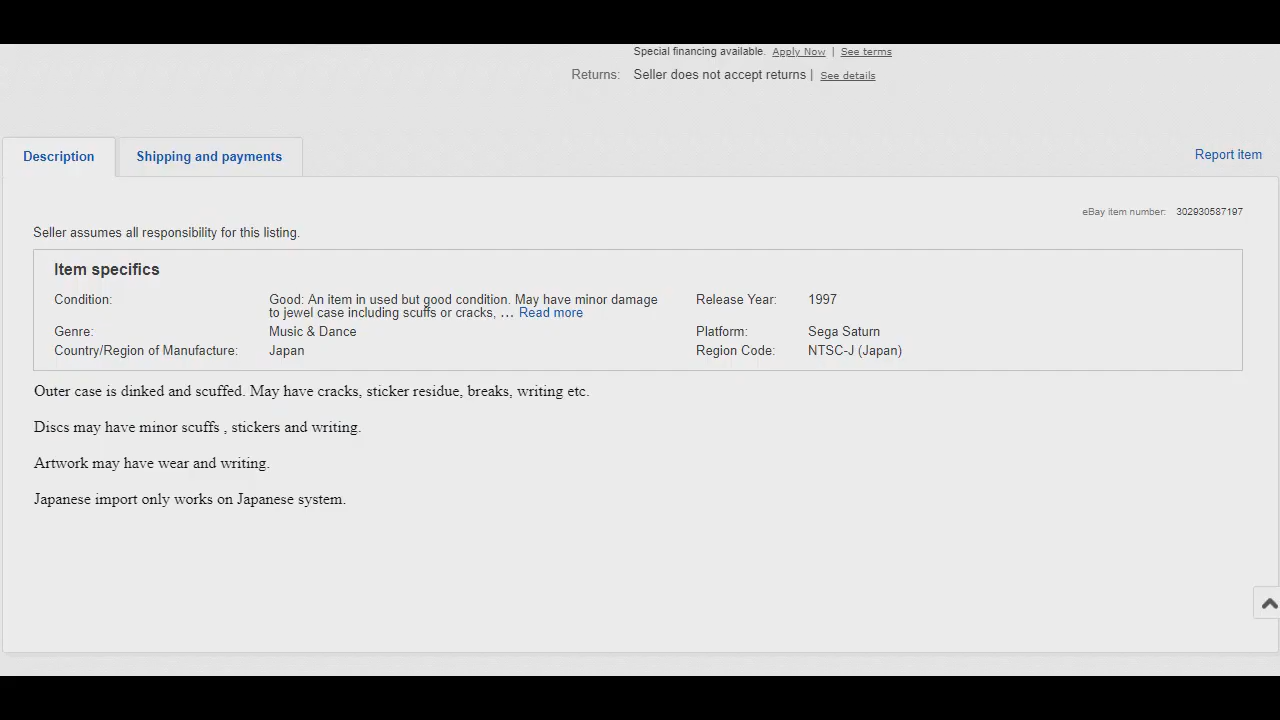 Special financing available. Apply Now | See terms
Returns: Seller does not accept returns | See details
Description Shipping and payments Report item
eBay item number: 302930587197
Seller assumes all responsibility for this listing.
Item specifics
Condition: Good: An item in used but good condition. May have minor damage Release Year: 1997
to jewel case including scuffs or cracks, … Read more
Genre: Music & Dance Platform: Sega Saturn
Country/Region of Manufacture: Japan Region Code: NTSC-J (Japan)
Outer case is dinked and scuffed. May have cracks, sticker residue, breaks, writing etc.
Discs may have minor scuffs , stickers and writing.
Artwork may have wear and writing.
Japanese import only works on Japanese system.